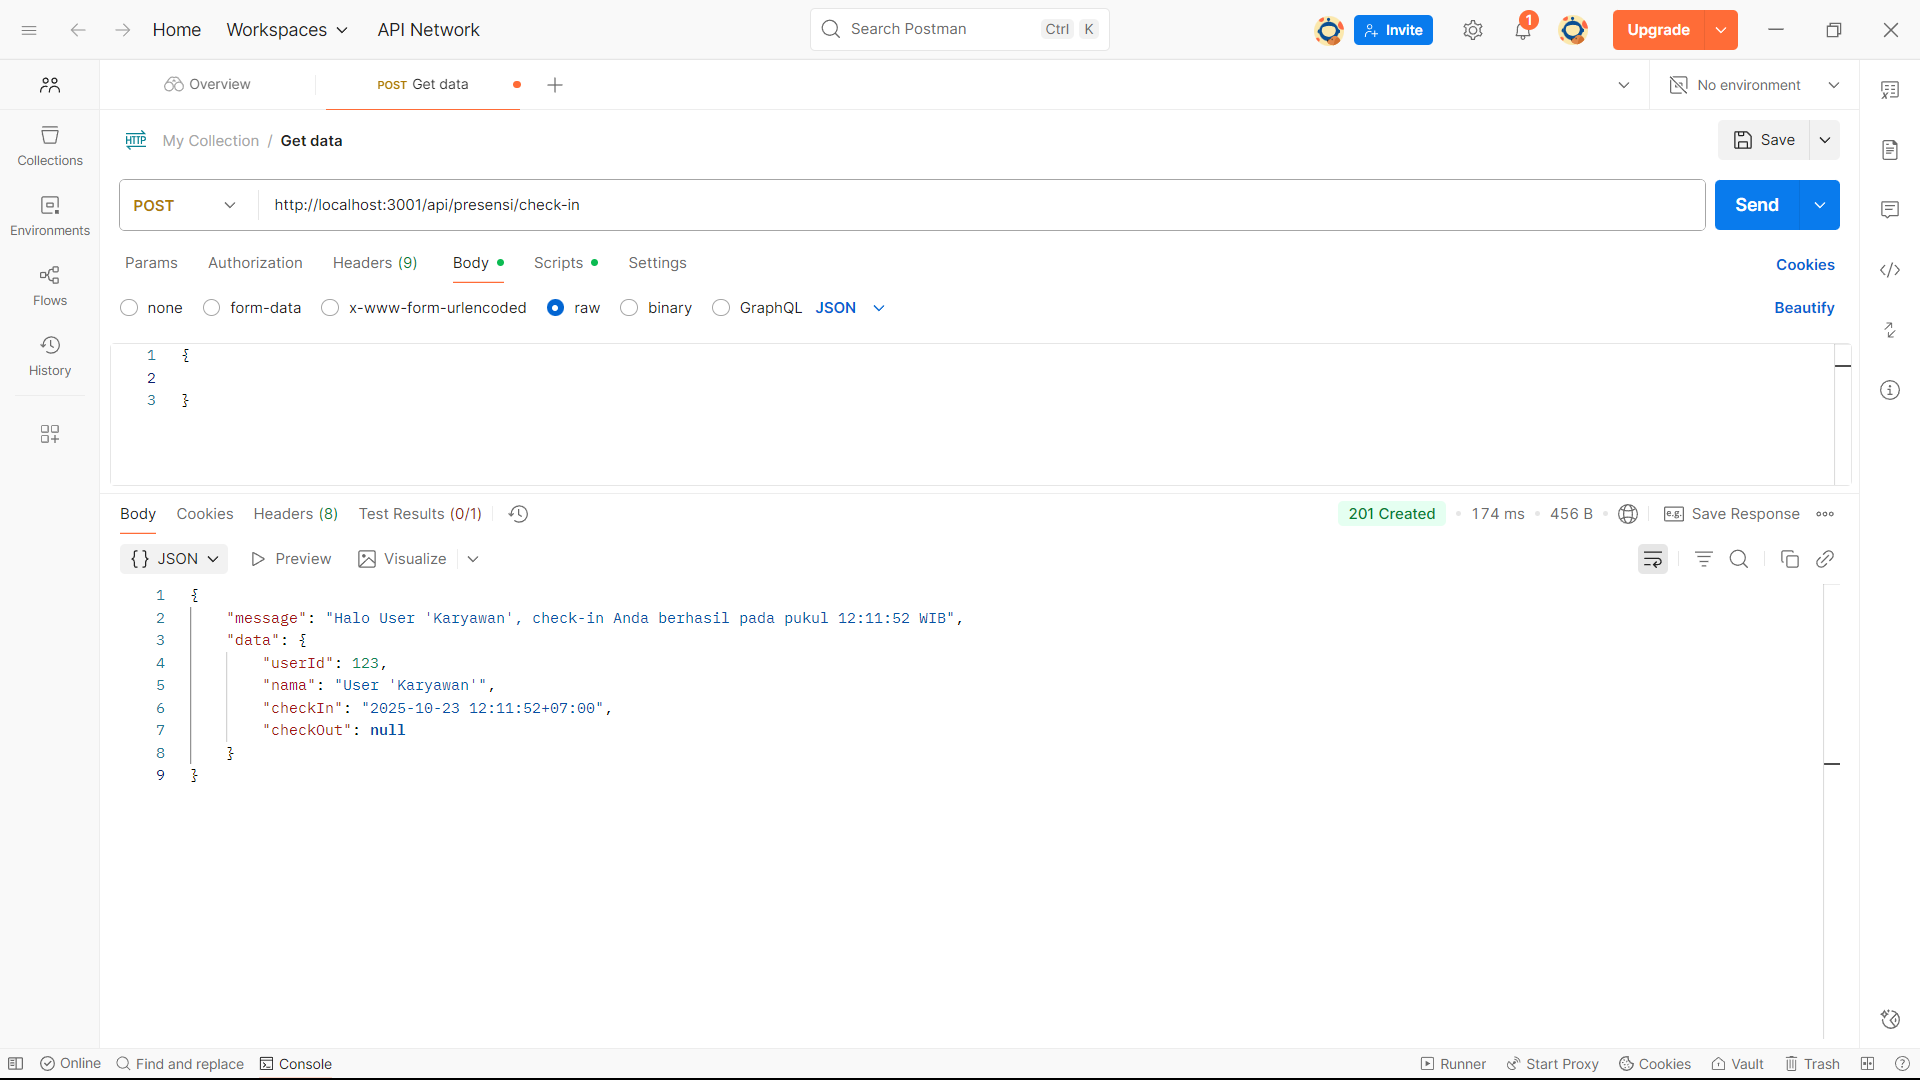 Home Workspaces API Network Search Postman Ctrl K Invite 1 Upgrade
Overview POST Get data No environment
HTTP My Collection / Get data Save
Collections
Environments
Flows
History
POST http://localhost:3001/api/presensi/check-in Send
Params Authorization Headers (9) Body Scripts Settings Cookies
none form-data x-www-form-urlencoded raw binary GraphQL JSON Beautify
1 {
2
3 }
Body Cookies Headers (8) Test Results (0/1) 201 Created 174 ms 456 B e.g. Save Response
{} JSON Preview Visualize
1 {
2 "message": "Halo User 'Karyawan', check-in Anda berhasil pada pukul 12:11:52 WIB",
3 "data": {
4 "userId": 123,
5 "nama": "User 'Karyawan'",
6 "checkIn": "2025-10-23 12:11:52+07:00",
7 "checkOut": null
8 }
9 }
Online Find and replace Console Runner Start Proxy Cookies Vault Trash